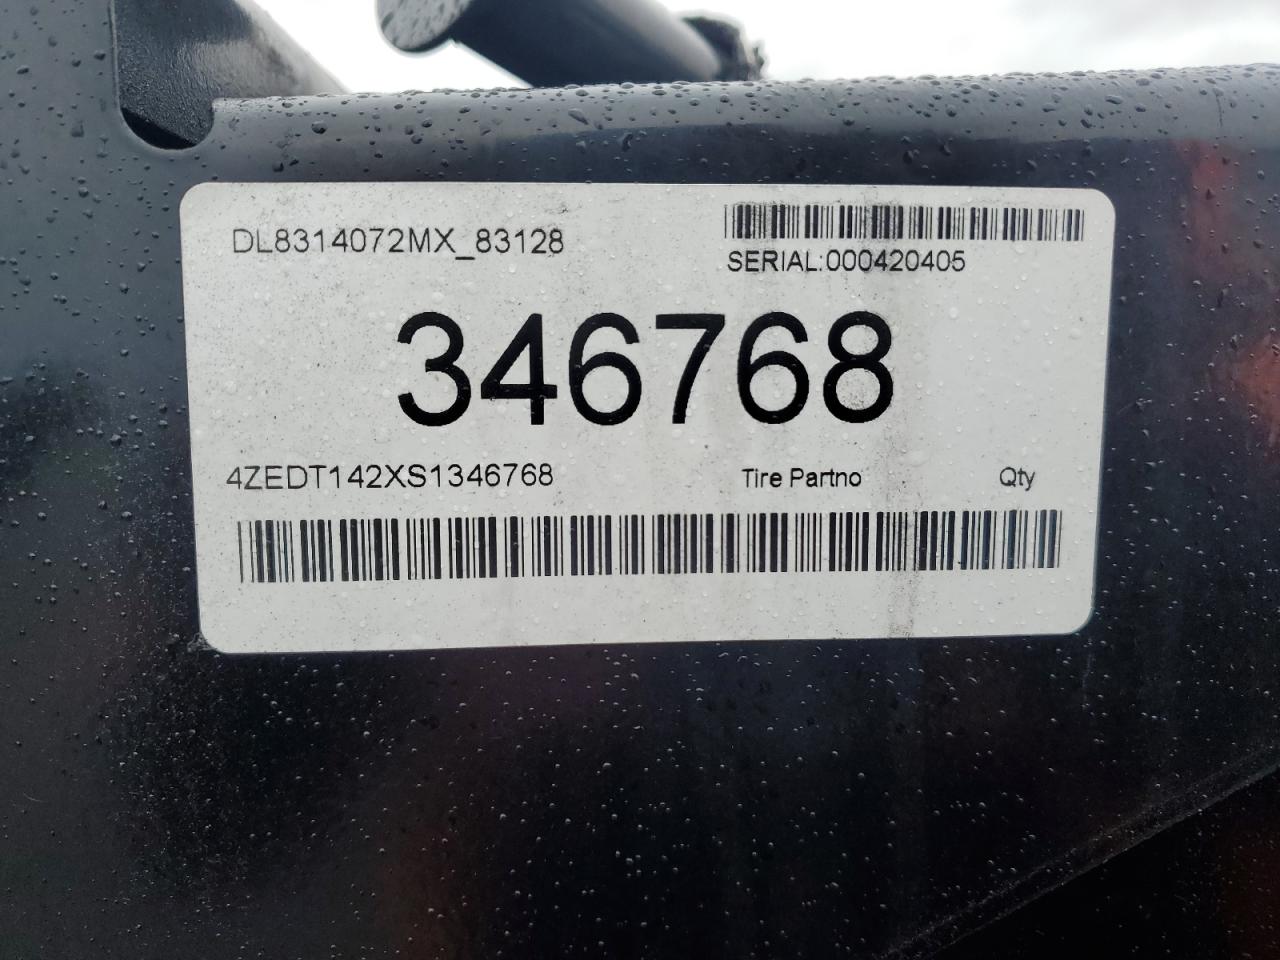 DL8314072MX_83128
SERIAL:000420405
346768
4ZEDT142XS1346768
Tire Partno
Qty